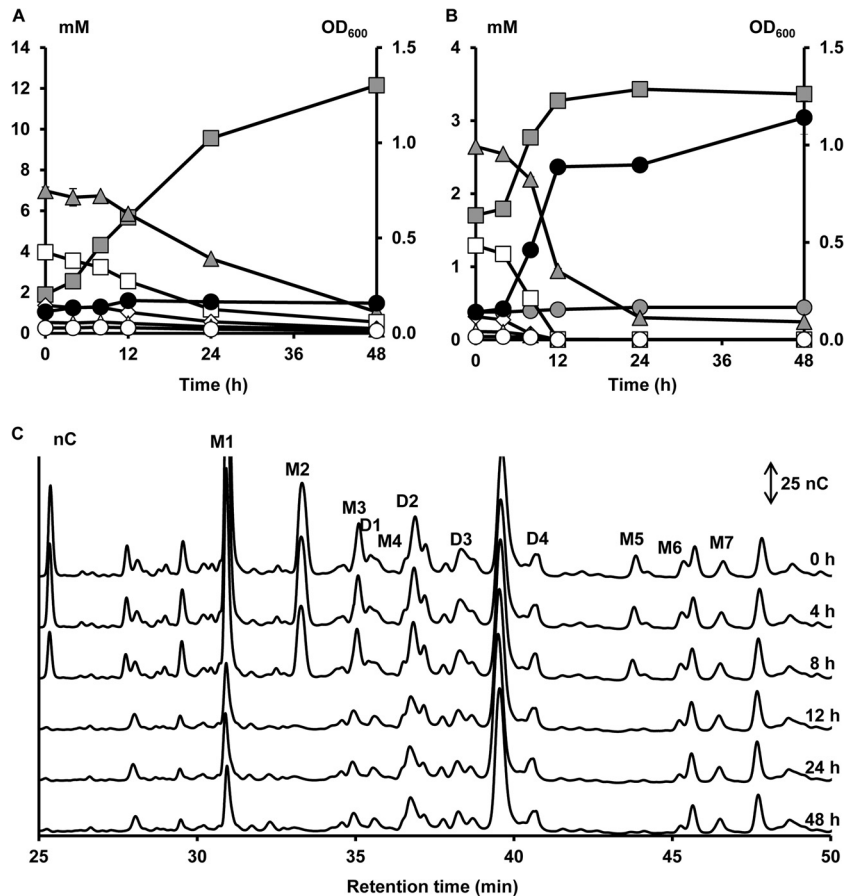 A
mM
OD600
14
12
10
8
6
4
2
0
1.5
1.0
0.5
0.0
0 12 24 36 48
Time (h)
B
mM
OD600
4
3
2
1
0
1.5
1.0
0.5
0.0
0 12 24 36 48
Time (h)
C
nC
M1
M2
M3
D1
M4
D2
D3
D4
M5
M6
M7
25 nC
0 h
4 h
8 h
12 h
24 h
48 h
25 30 35 40 45 50
Retention time (min)